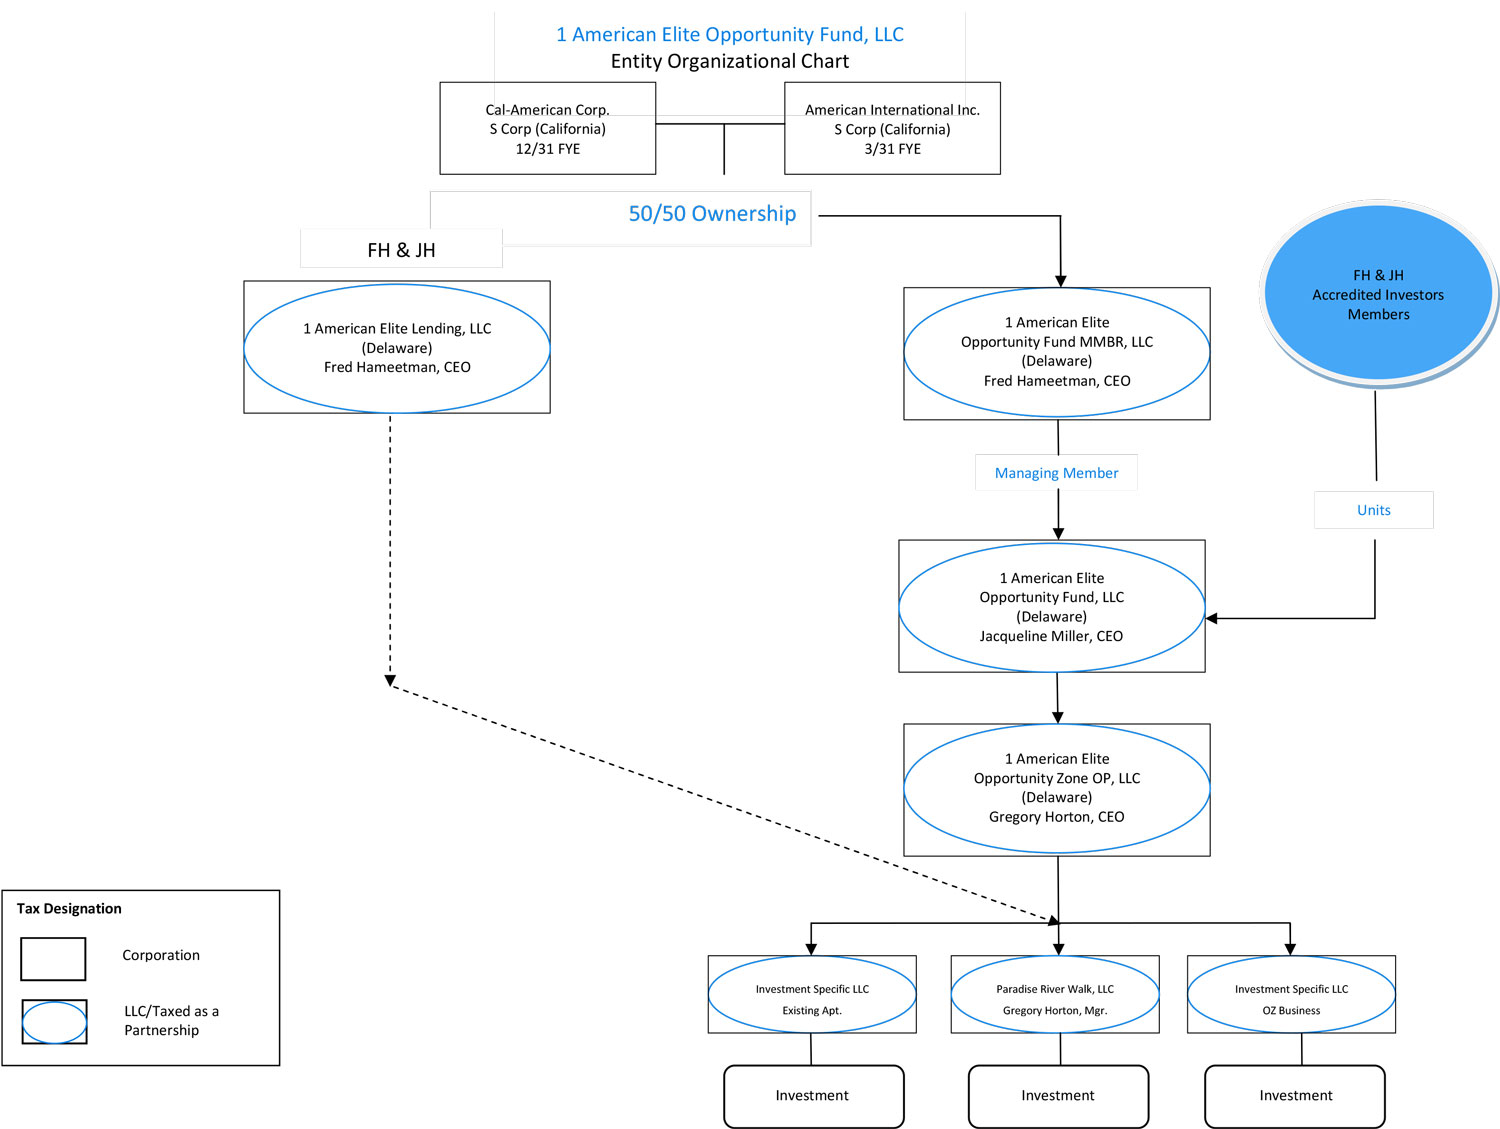 1 American Elite Opportunity Fund, LLC
Entity Organizational Chart
Cal-American Corp.
S Corp (California)
12/31 FYE
American International Inc.
S Corp (California)
3/31 FYE
50/50 Ownership
FH & JH
1 American Elite Lending, LLC
(Delaware)
Fred Hameetman, CEO
1 American Elite
Opportunity Fund MMBR, LLC
(Delaware)
Fred Hameetman, CEO
FH & JH
Accredited Investors
Members
Managing Member
Units
1 American Elite
Opportunity Fund, LLC
(Delaware)
Jacqueline Miller, CEO
1 American Elite
Opportunity Zone OP, LLC
(Delaware)
Gregory Horton, CEO
Tax Designation
Corporation
LLC/Taxed as a
Partnership
Investment Specific LLC
Existing Apt.
Paradise River Walk, LLC
Gregory Horton, Mgr.
Investment Specific LLC
OZ Business
Investment
Investment
Investment